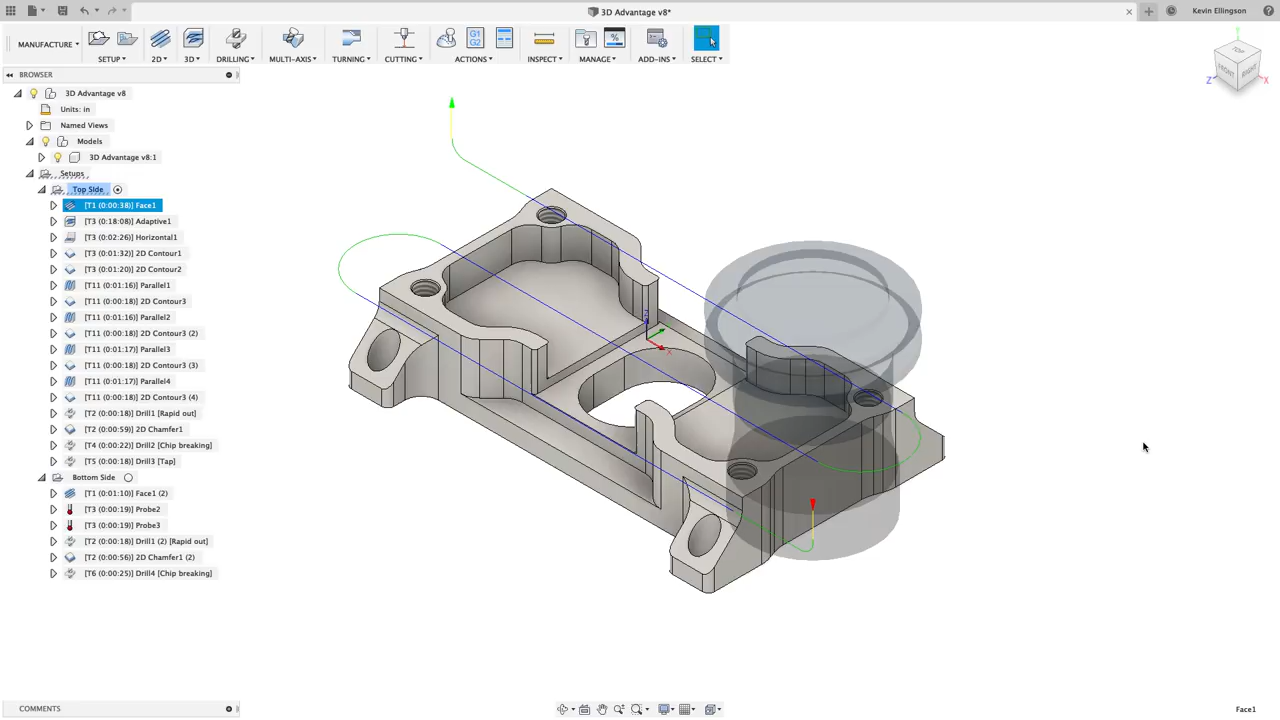 3D Advantage v8*
Kevin Ellingson
MANUFACTURE
SETUP
2D
3D
DRILLING
MULTI-AXIS
TURNING
CUTTING
G1
G2
ACTIONS
INSPECT
%
MANAGE
ADD-INS
SELECT
BROWSER
TOP
FRONT
RIGHT
Y
Z
X
3D Advantage v8
Units: in
Named Views
Models
3D Advantage v8:1
Setups
Top Side
[T1 (0:00:38)] Face1
[T3 (0:18:08)] Adaptive1
[T3 (0:02:26)] Horizontal1
[T3 (0:01:32)] 2D Contour1
[T3 (0:01:20)] 2D Contour2
[T11 (0:01:16)] Parallel1
[T11 (0:00:18)] 2D Contour3
[T11 (0:01:16)] Parallel2
[T11 (0:00:18)] 2D Contour3 (2)
[T11 (0:01:17)] Parallel3
[T11 (0:00:18)] 2D Contour3 (3)
[T11 (0:01:17)] Parallel4
[T11 (0:00:18)] 2D Contour3 (4)
[T2 (0:00:18)] Drill1 [Rapid out]
[T2 (0:00:59)] 2D Chamfer1
[T4 (0:00:22)] Drill2 [Chip breaking]
[T5 (0:00:18)] Drill3 [Tap]
Bottom Side
[T1 (0:01:10)] Face1 (2)
[T3 (0:00:19)] Probe2
[T3 (0:00:19)] Probe3
[T2 (0:00:18)] Drill1 (2) [Rapid out]
[T2 (0:00:56)] 2D Chamfer1 (2)
[T6 (0:00:25)] Drill4 [Chip breaking]
Z
X
COMMENTS
Face1